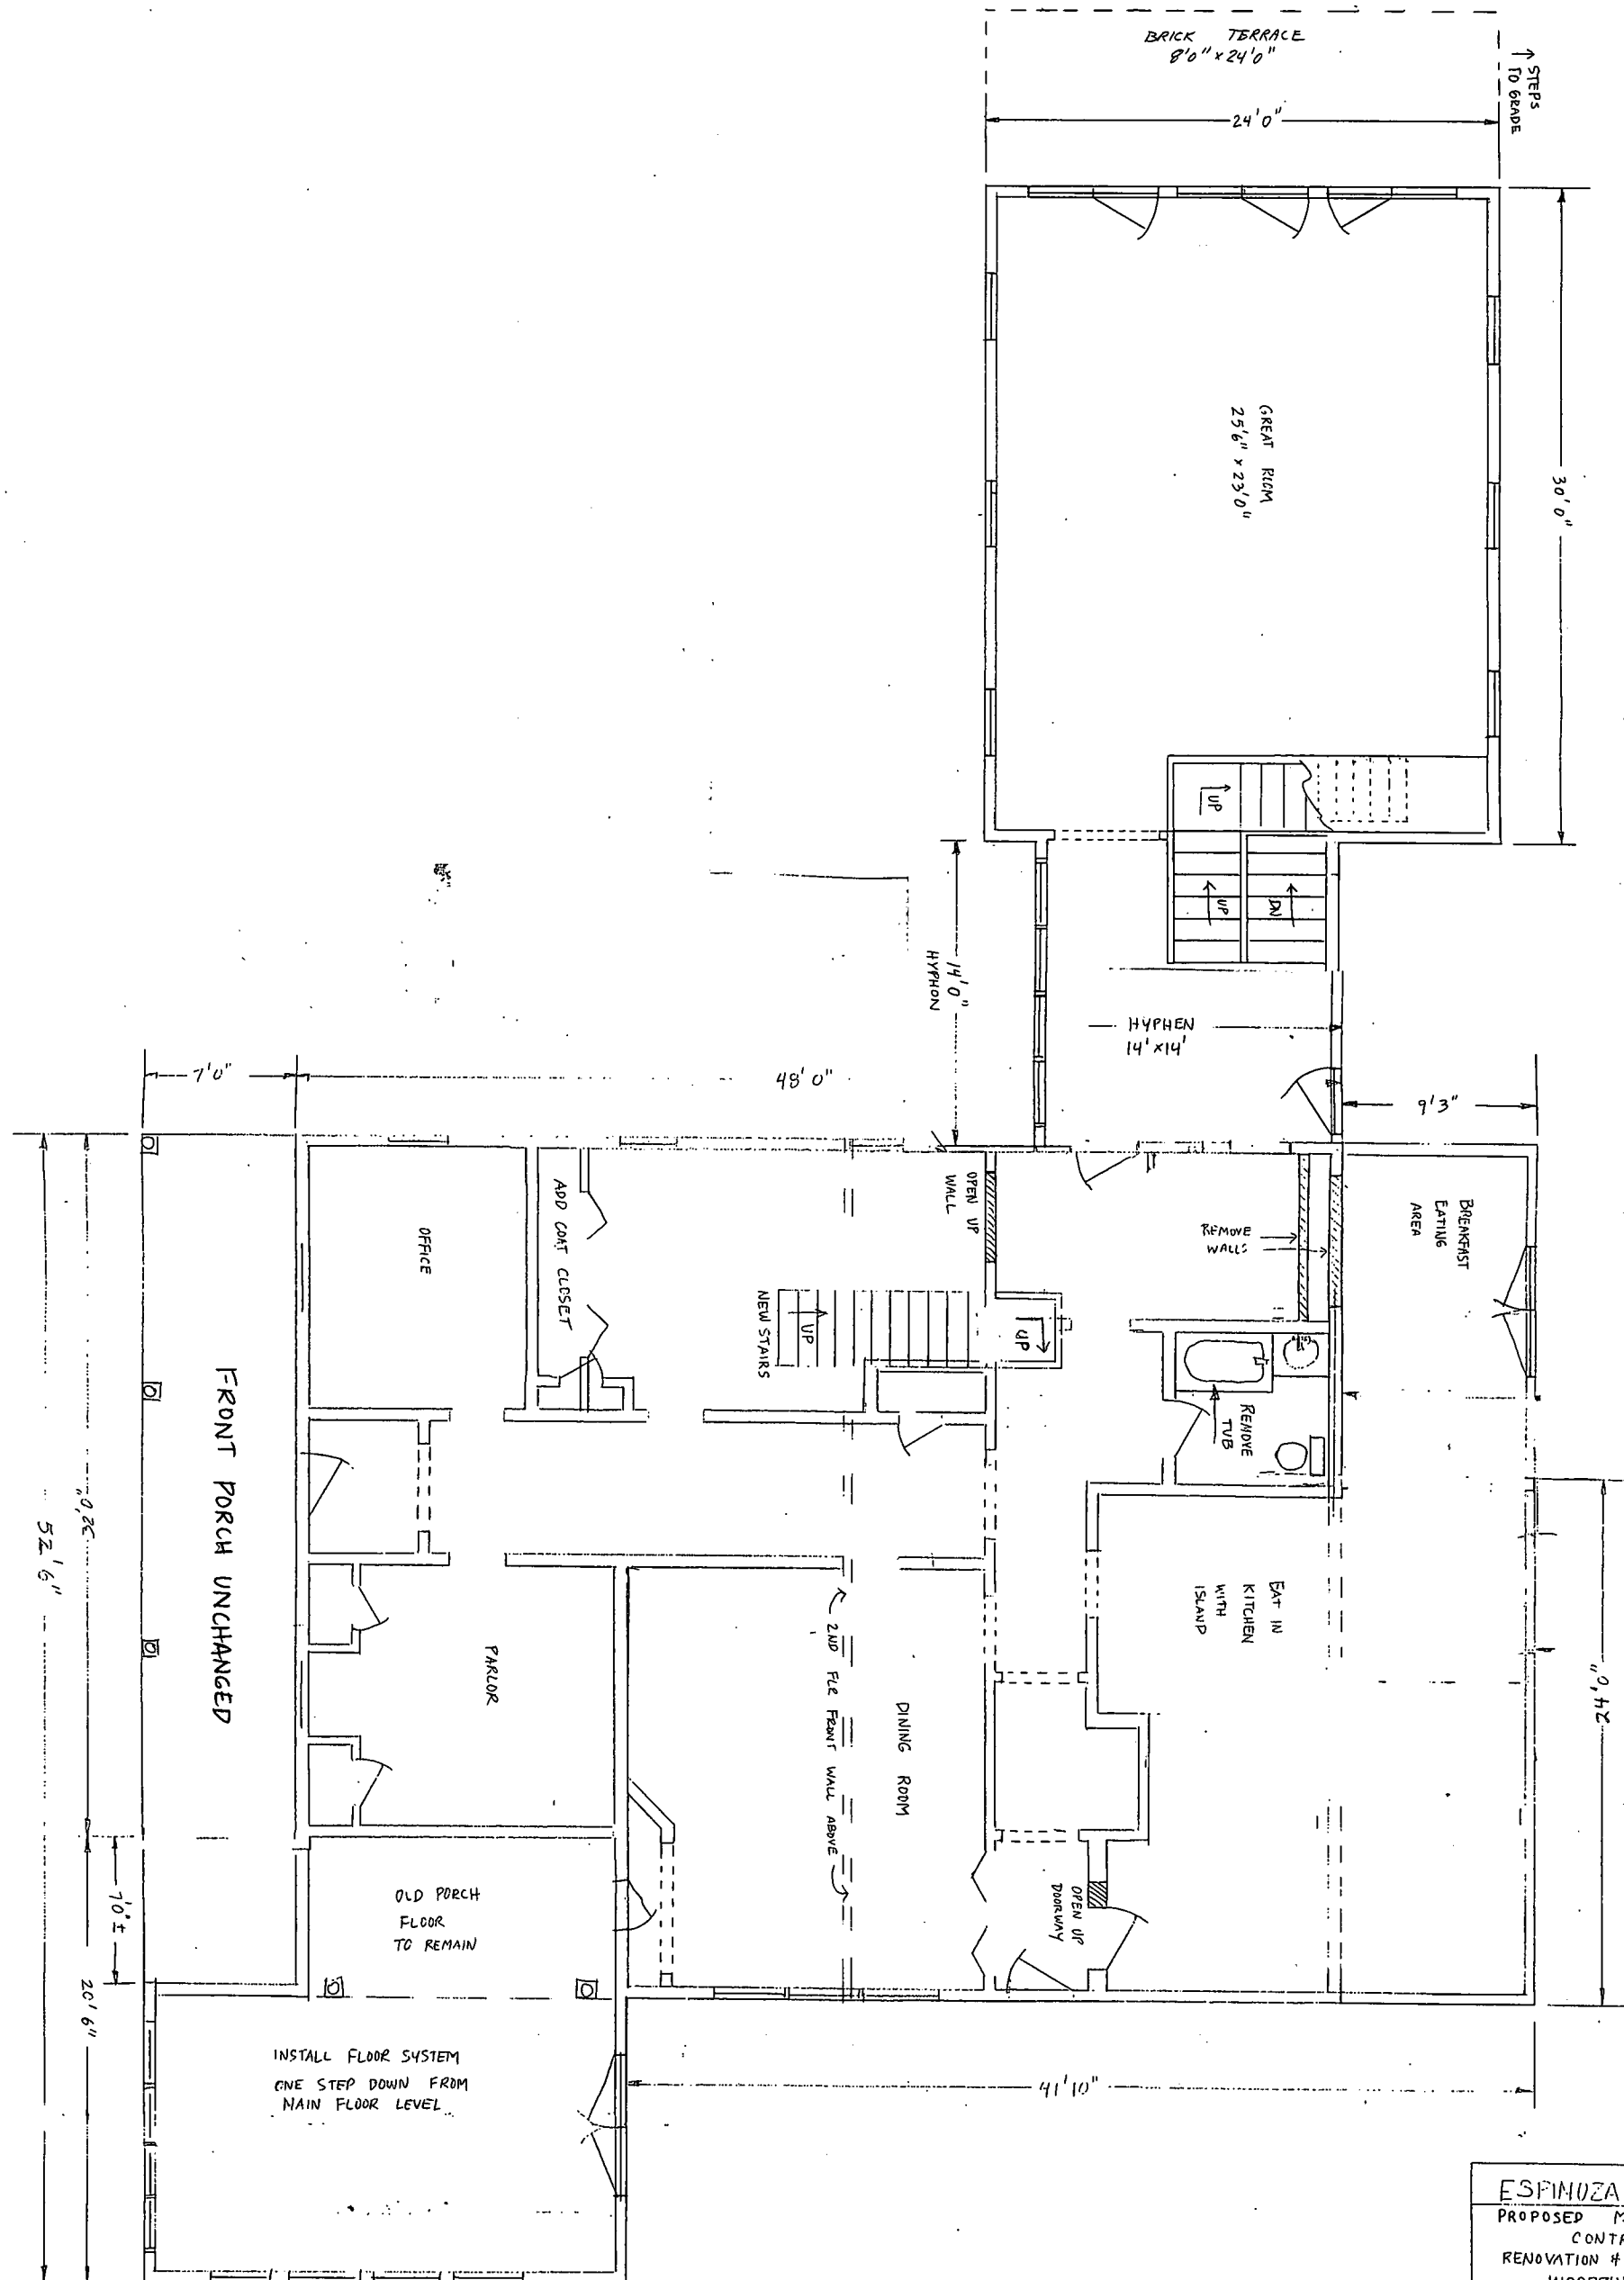 BRICK TERRACE
8'0" x 24'0"
STEPS
TO GRADE
24'0"
30'0"
GREAT ROOM
25'6" x 23'0"
UP
UP
DN
14'0"
HYPHON
HYPHEN
14' x 14'
7'0"
48'0"
9'3"
OPEN UP
WALL
REMOVE
WALLS
BREAKFAST
EATING
AREA
OFFICE
ADD COAT CLOSET
NEW STAIRS
UP
UP
REMOVE
TUB
FRONT PORCH UNCHANGED
32'0"
52'6"
EAT IN
KITCHEN
WITH
ISLAND
24'0"
PARLOR
2ND FLR FRONT WALL ABOVE
DINING ROOM
OLD PORCH
FLOOR
TO REMAIN
OPEN UP
DOORWAY
7'0"±
20'6"
INSTALL FLOOR SYSTEM
ONE STEP DOWN FROM
MAIN FLOOR LEVEL
41'10"
ESPINOZA
PROPOSED
RENOVATION &